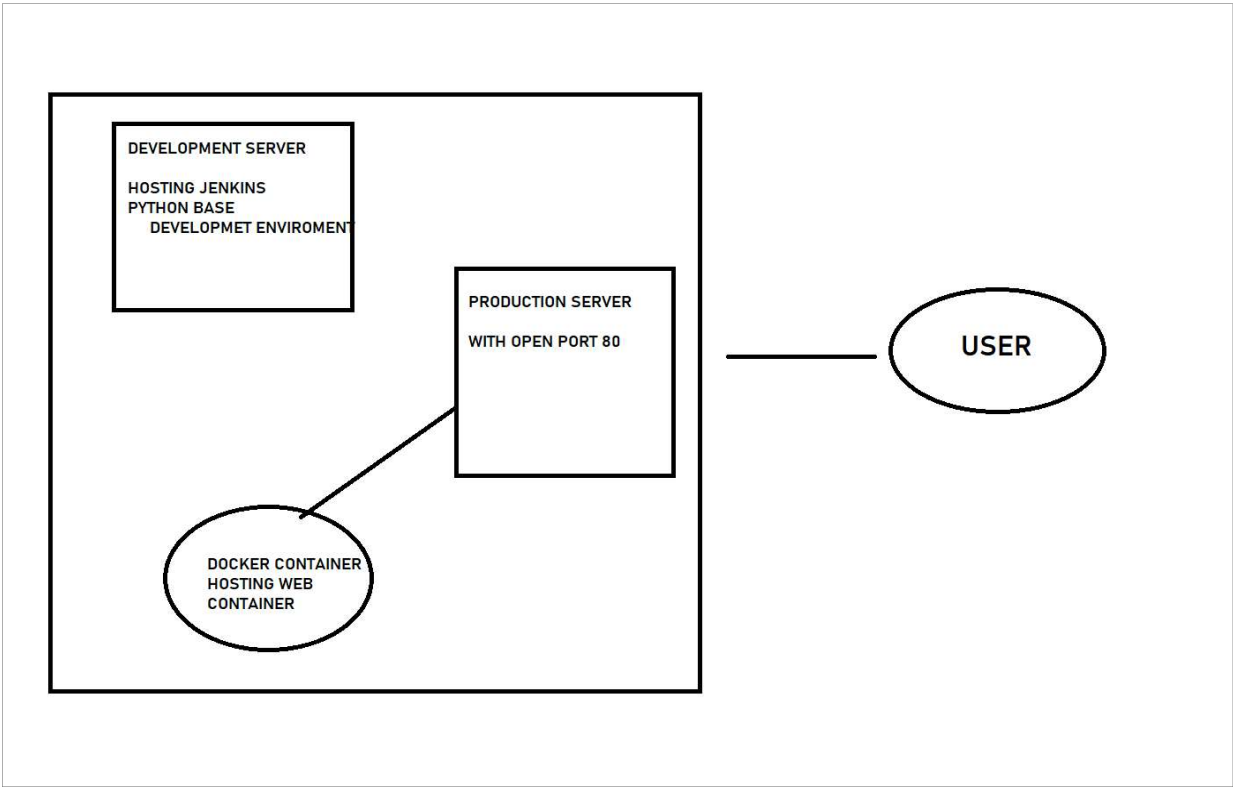 DEVELOPMENT SERVER
HOSTING JENKINS
PYTHON BASE
DEVELOPMET ENVIROMENT
PRODUCTION SERVER
WITH OPEN PORT 80
USER
DOCKER CONTAINER
HOSTING WEB
CONTAINER